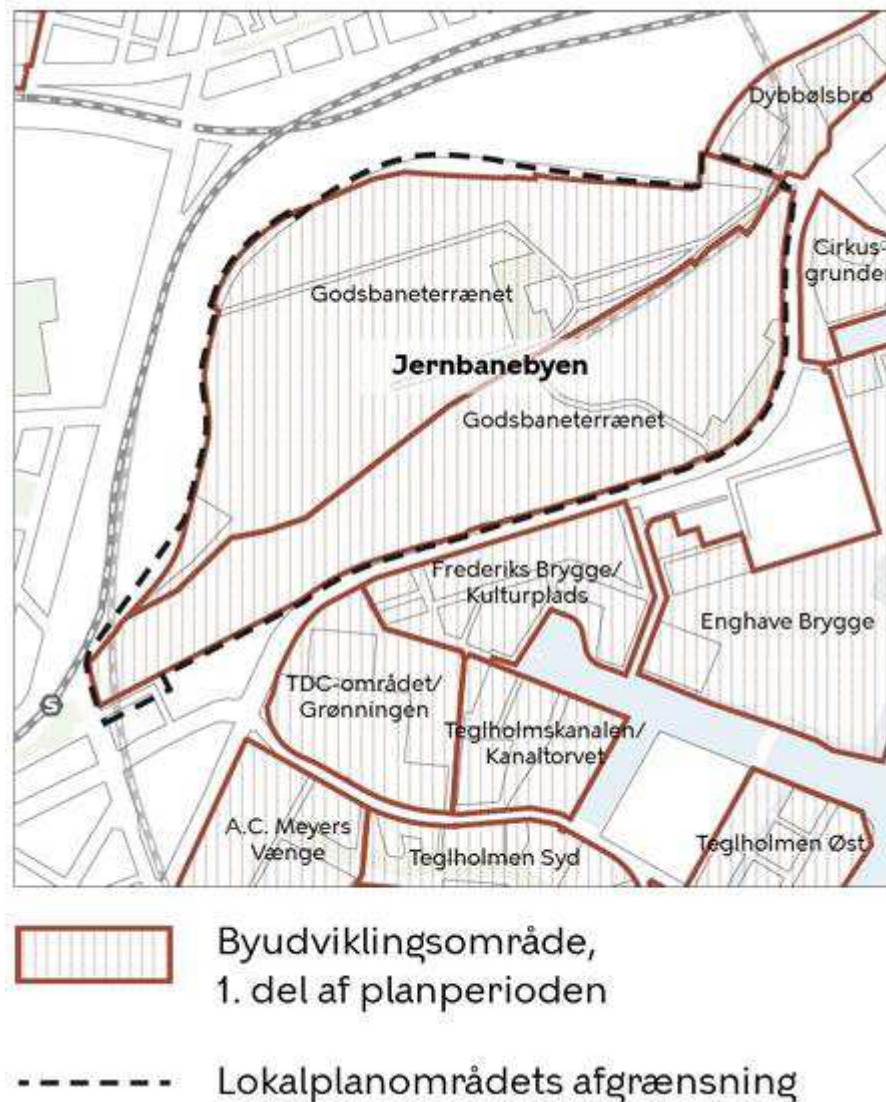 Dybbølsbro
Cirkus-
grunden
Godsbaneterrænet
Jernbanebyen
Godsbaneterrænet
Frederiks Brygge/
Kulturplads
Enghave Brygge
TDC-området/
Grønningen
Teglholmskanalen/
Kanaltorvet
S
A.C. Meyers
Vænge
Teglholmen Syd
Teglholmen Øst
Byudviklingsområde,
1. del af planperioden
Lokalplanområdets afgrænsning